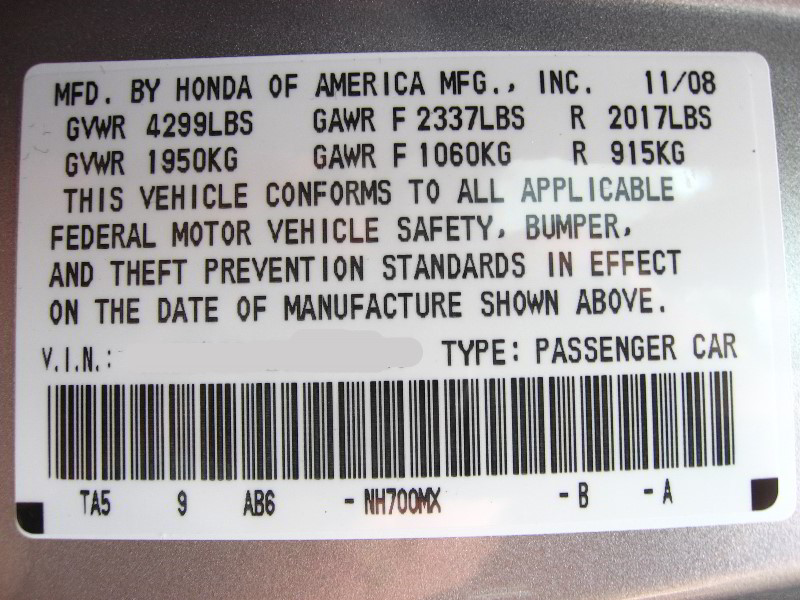 MFD. BY HONDA OF AMERICA MFG., INC. 11/08
GVWR 4299LBS GAWR F 2337LBS R 2017LBS
GVWR 1950KG GAWR F 1060KG R 915KG
THIS VEHICLE CONFORMS TO ALL APPLICABLE
FEDERAL MOTOR VEHICLE SAFETY, BUMPER,
AND THEFT PREVENTION STANDARDS IN EFFECT
ON THE DATE OF MANUFACTURE SHOWN ABOVE.
V.I.N.: TYPE: PASSENGER CAR
TA5 9 AB6 -NH700MX -B -A